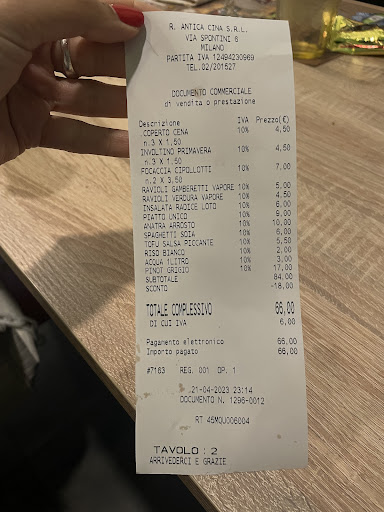 R. ANTICA CINA S.R.L.
VIA SPONTINI 6
MILANO
PARTITA IVA 12494230969
TEL.02/201527
DOCUMENTO COMMERCIALE
di vendita o prestazione
Descrizione IVA Prezzo(€)
COPERTO CENA 10% 4,50
n.3 X 1,50
INVOLTINO PRIMAVERA 10% 4,50
n.3 X 1,50
FOCACCIA CIPOLLOTTI 10% 7,00
n.2 X 3,50
RAVIOLI GAMBERETTI VAPORE 10% 5,00
RAVIOLI VERDURA VAPORE 10% 4,50
INSALATA RADICE LOTO 10% 6,00
PIATTO UNICO 10% 9,00
ANATRA ARROSTO 10% 10,00
SPAGHETTI SOIA 10% 6,00
TOFU SALSA PICCANTE 10% 5,50
RISO BIANCO 10% 2,00
ACQUA 1LITRO 10% 3,00
PINOT GRIGIO 10% 17,00
SUBTOTALE 84,00
SCONTO -18,00
TOTALE COMPLESSIVO 66,00
DI CUI IVA 6,00
Pagamento elettronico 66,00
Importo pagato 66,00
#7163 REG. 001 OP. 1
21-04-2023 23:14
DOCUMENTO N. 1296-0012
RT 45MQU006004
TAVOLO : 2
ARRIVEDERCI E GRAZIE